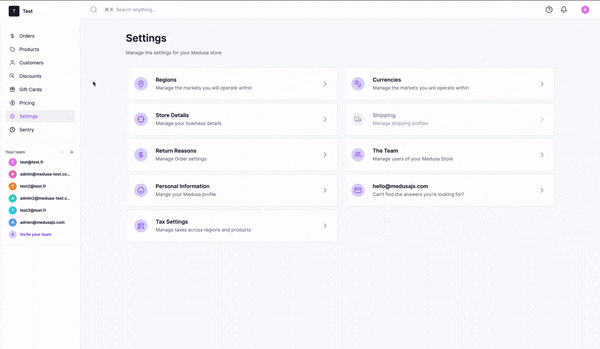 T Test
⌘K Search anything...
Orders
Products
Customers
Discounts
Gift Cards
Pricing
Settings
Sentry
Your team
T test@test.fr
A admin@medusa-test.co...
T test2@test.fr
A admin2@medusa-test.c...
T test3@test.fr
A adrien@medusajs.com
Invite your team
Settings
Manage the settings for your Medusa store
Regions
Manage the markets you will operate within
Currencies
Manage the markets you will operate within
Store Details
Manage your business details
Shipping
Manage shipping profiles
Return Reasons
Manage Order settings
The Team
Manage users of your Medusa Store
Personal Information
Mange your Medusa profile
hello@medusajs.com
Can't find the answers you're looking for?
Tax Settings
Manage taxes across regions and products